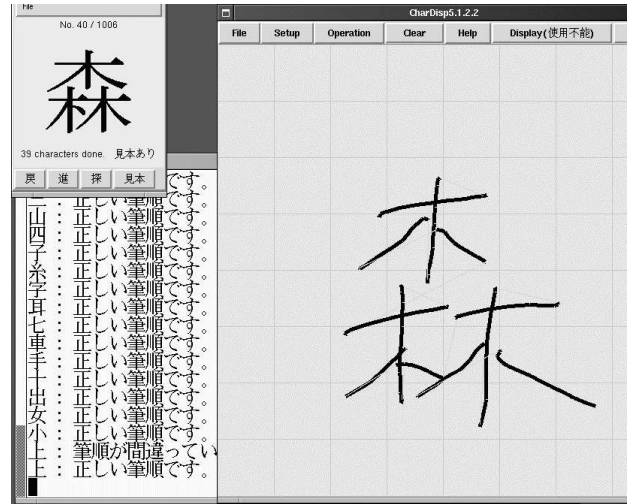 File
No. 40 / 1006
森
39 characters done. 見本あり
戻 進 探 見本
CharDisp5.1.2.2
File Setup Operation Clear Help Display(使用不能)
森
正しい筆順です。
山 : 正しい筆順です。
四 : 正しい筆順です。
子 : 正しい筆順です。
糸 : 正しい筆順です。
字 : 正しい筆順です。
耳 : 正しい筆順です。
七 : 正しい筆順です。
車 : 正しい筆順です。
手 : 正しい筆順です。
十 : 正しい筆順です。
出 : 正しい筆順です。
女 : 正しい筆順です。
小 : 正しい筆順です。
上 : 筆順が間違ってい
上 : 正しい筆順です。